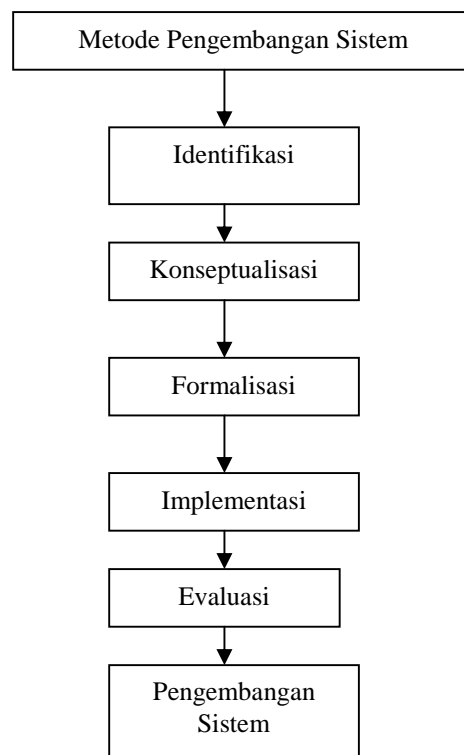 Metode Pengembangan Sistem
Identifikasi
Konseptualisasi
Formalisasi
Implementasi
Evaluasi
Pengembangan
Sistem